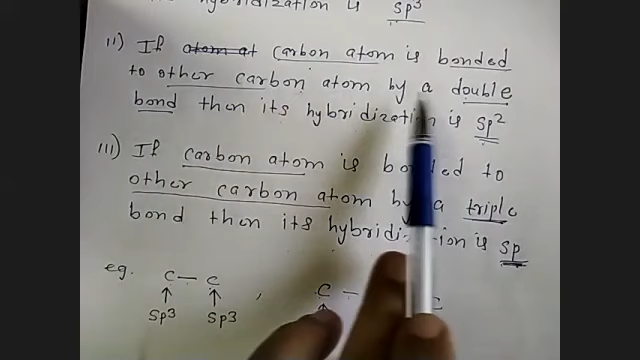 hybridization is sp3
ii) If atom at carbon atom is bonded
to other carbon atom by a double
bond then its hybridization is sp2
iii) If carbon atom is bonded to
other carbon atom by a triple
bond then its hybridization is sp
eg. C — C , C — C
sp3 sp3